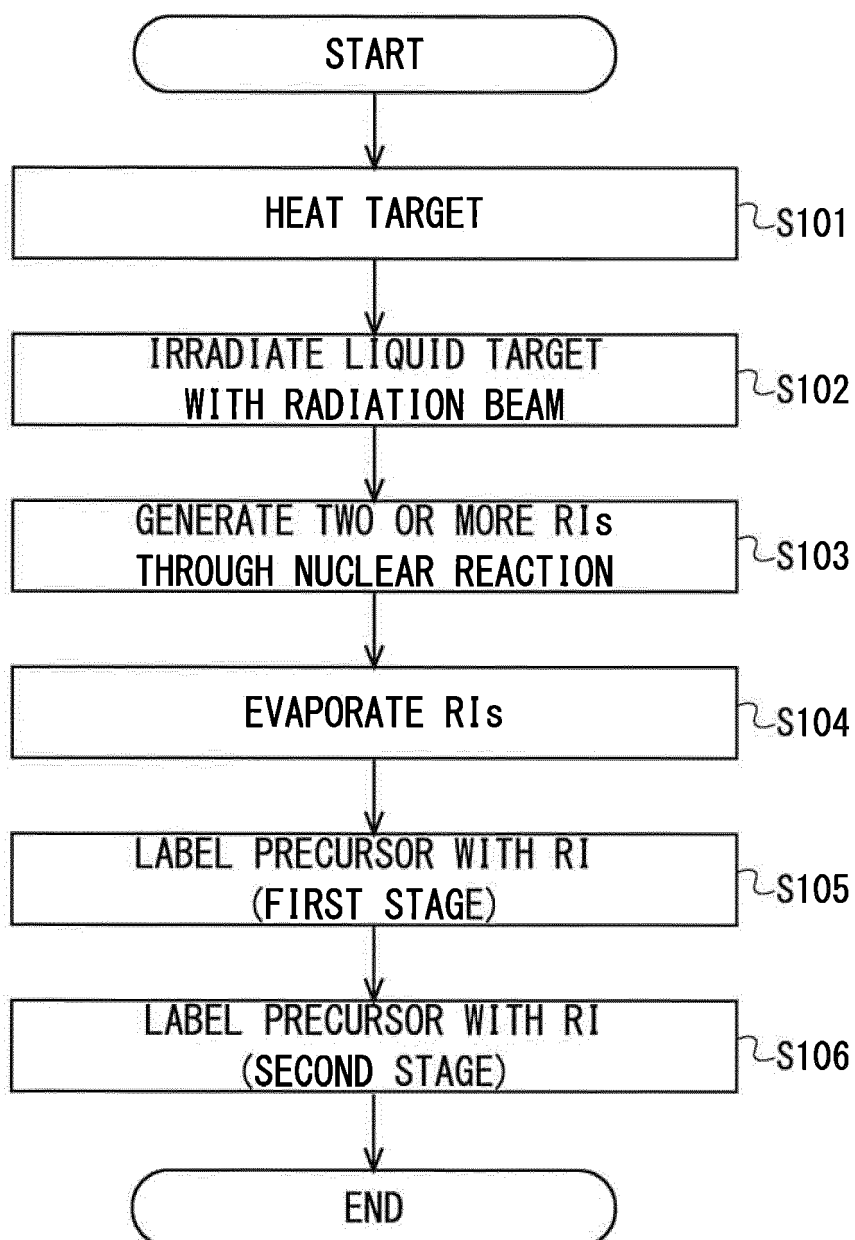 START
HEAT TARGET
S101
IRRADIATE LIQUID TARGET
WITH RADIATION BEAM
S102
GENERATE TWO OR MORE RIs
THROUGH NUCLEAR REACTION
S103
EVAPORATE RIs
S104
LABEL PRECURSOR WITH RI
(FIRST STAGE)
S105
LABEL PRECURSOR WITH RI
(SECOND STAGE)
S106
END